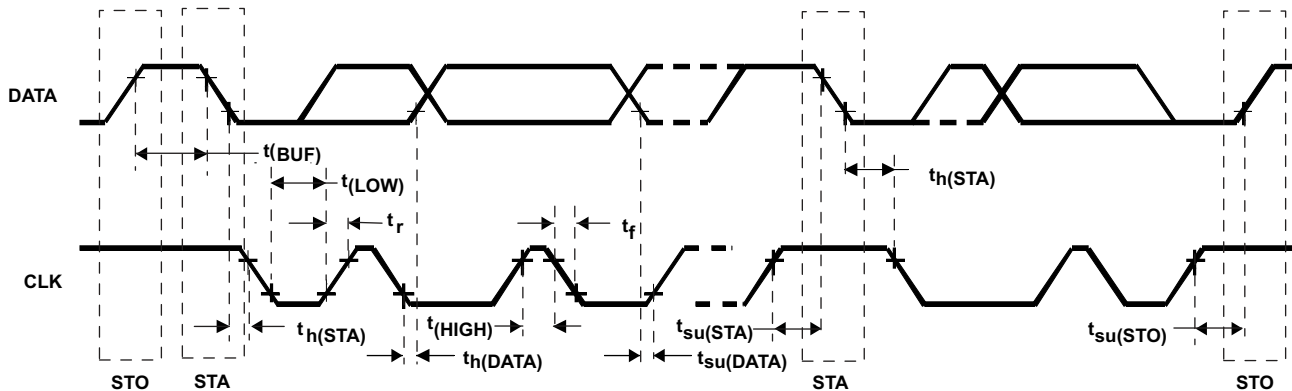 DATA
t(BUF)
t(LOW)
th(STA)
tr
tf
CLK
th(STA)
t(HIGH)
th(DATA)
tsu(STA)
tsu(DATA)
tsu(STO)
STO
STA
STA
STO